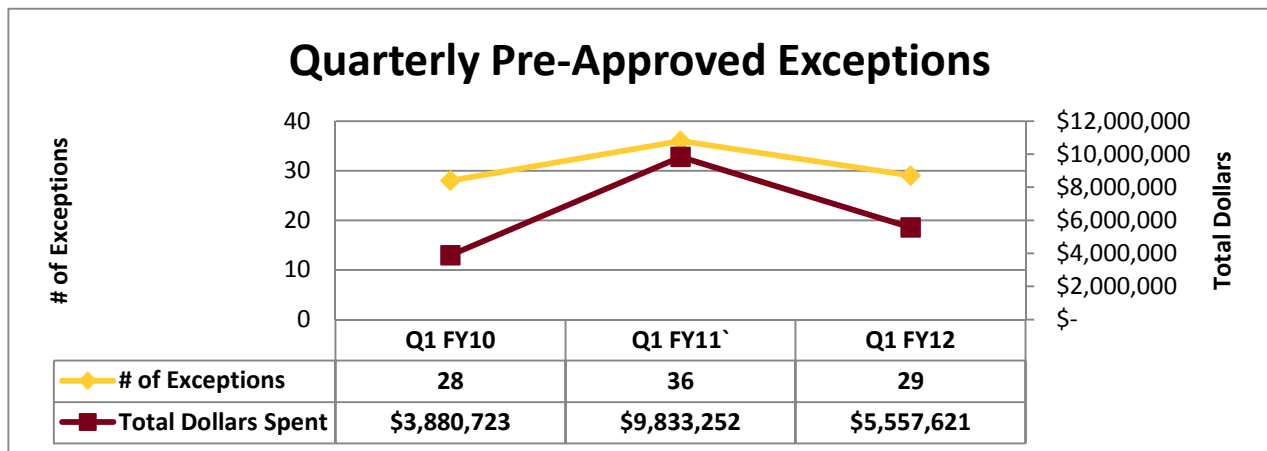 Quarterly Pre-Approved Exceptions
# of Exceptions
40
30
20
10
0
$12,000,000
$10,000,000
$8,000,000
$6,000,000
$4,000,000
$2,000,000
$-
Total Dollars
Q1 FY10 Q1 FY11` Q1 FY12
# of Exceptions 28 36 29
Total Dollars Spent $3,880,723 $9,833,252 $5,557,621